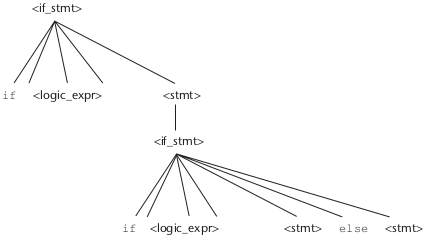 <if_stmt>
if <logic_expr> <stmt>
<if_stmt>
if <logic_expr> <stmt> else <stmt>